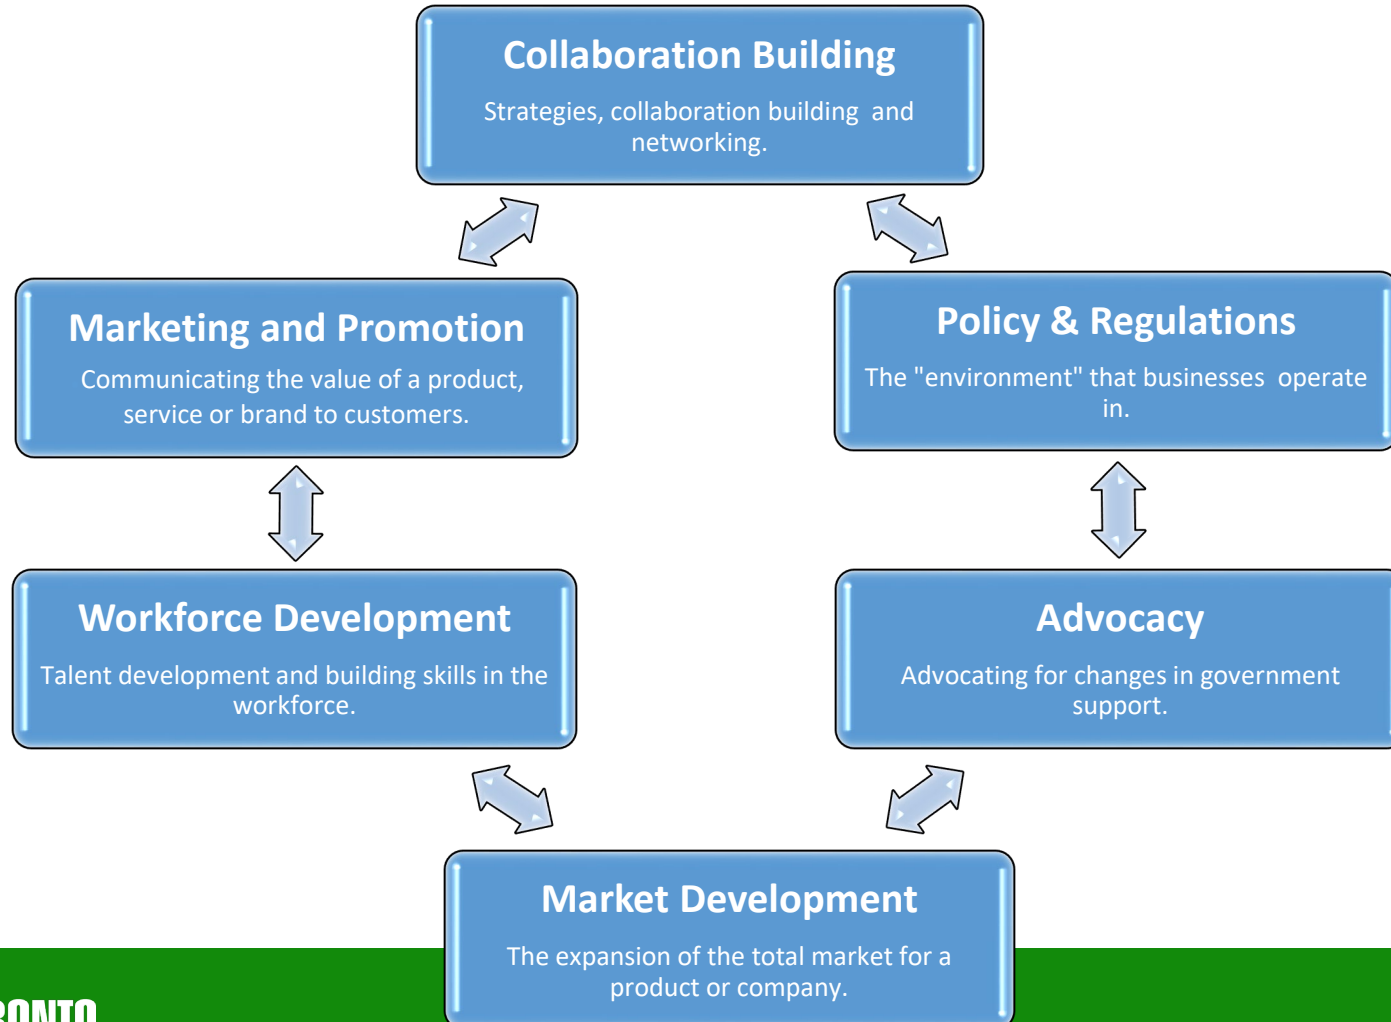 Collaboration Building
Strategies, collaboration building  and
networking.
Marketing and Promotion
Communicating the value of a product,
service or brand to customers.
Policy & Regulations
The "environment" that businesses  operate
in.
Workforce Development
Talent development and building skills in the
workforce.
Advocacy
Advocating for changes in government
support.
Market Development
The expansion of the total market for a
product or company.
RONTO